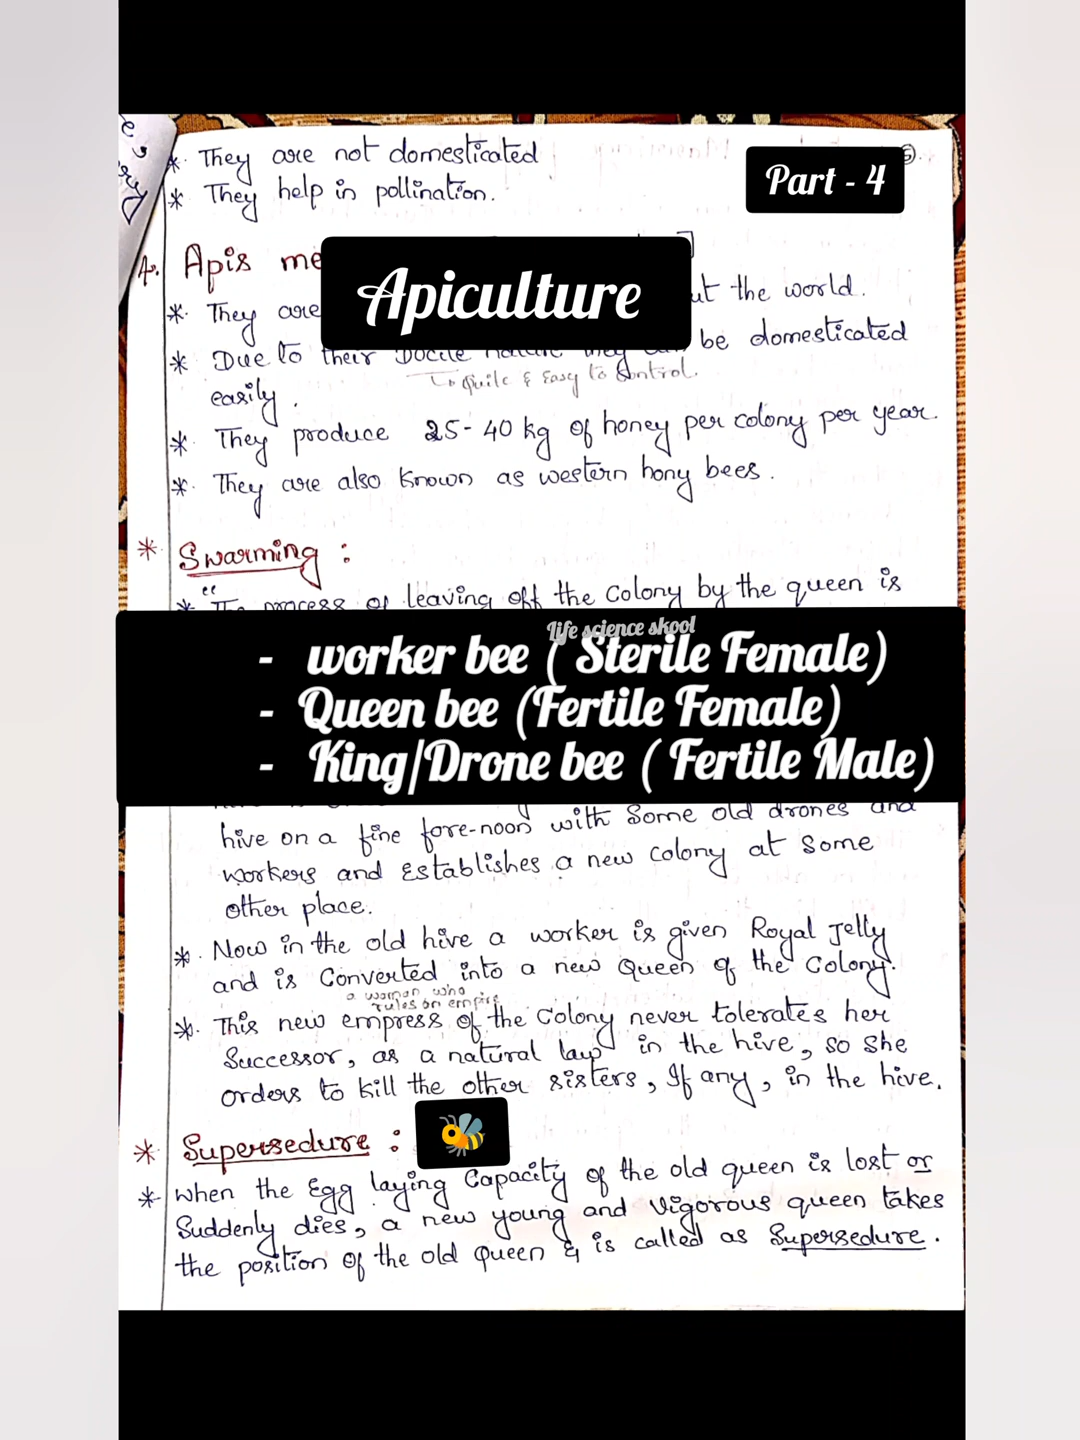 * They are not domesticated
* They help in pollination.
Part - 4
4. Apis me
Apiculture
* They are ut the world.
* Due to their Docile nature they can be domesticated
↳ Quite & Easy to Control.
easily.
* They produce 25-40 kg of honey per colony per year.
* They are also known as western hony bees.
* Swarming :
* "The process of leaving off the colony by the queen is
Life science skool
- worker bee ( Sterile Female)
- Queen bee (Fertile Female)
- King/Drone bee ( Fertile Male)
hive on a fine fore-noon with some old drones and
workers and Establishes a new colony at some
other place.
* Now in the old hive a worker is given Royal Jelly
and is Converted into a new Queen of the Colony.
a woman who
rules on empire
* This new empress of the Colony never tolerates her
Successor, as a natural law in the hive, so she
orders to kill the other sisters, If any, in the hive.
* Supersedure :
* when the Egg laying Capacity of the old queen is lost or
Suddenly dies, a new young and vigorous queen takes
the position of the old queen & is called as Supersedure.